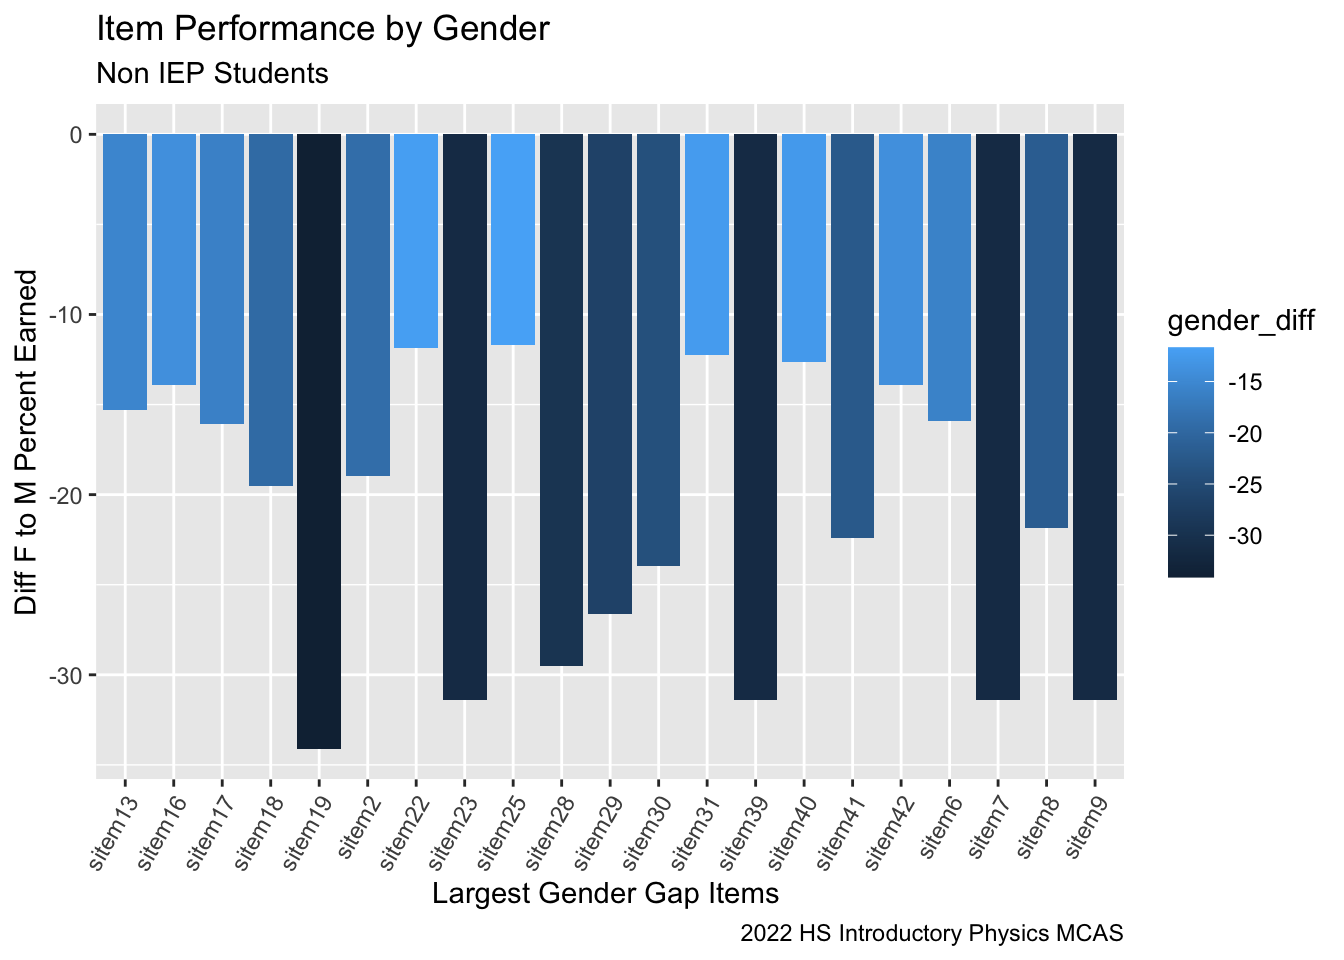 Item Performance by Gender
Non IEP Students
Diff F to M Percent Earned
0
-10
-20
-30
sitem13
sitem16
sitem17
sitem18
sitem19
sitem2
sitem22
sitem23
sitem25
sitem28
sitem29
sitem30
sitem31
sitem39
sitem40
sitem41
sitem42
sitem6
sitem7
sitem8
sitem9
Largest Gender Gap Items
gender_diff
-15
-20
-25
-30
2022 HS Introductory Physics MCAS